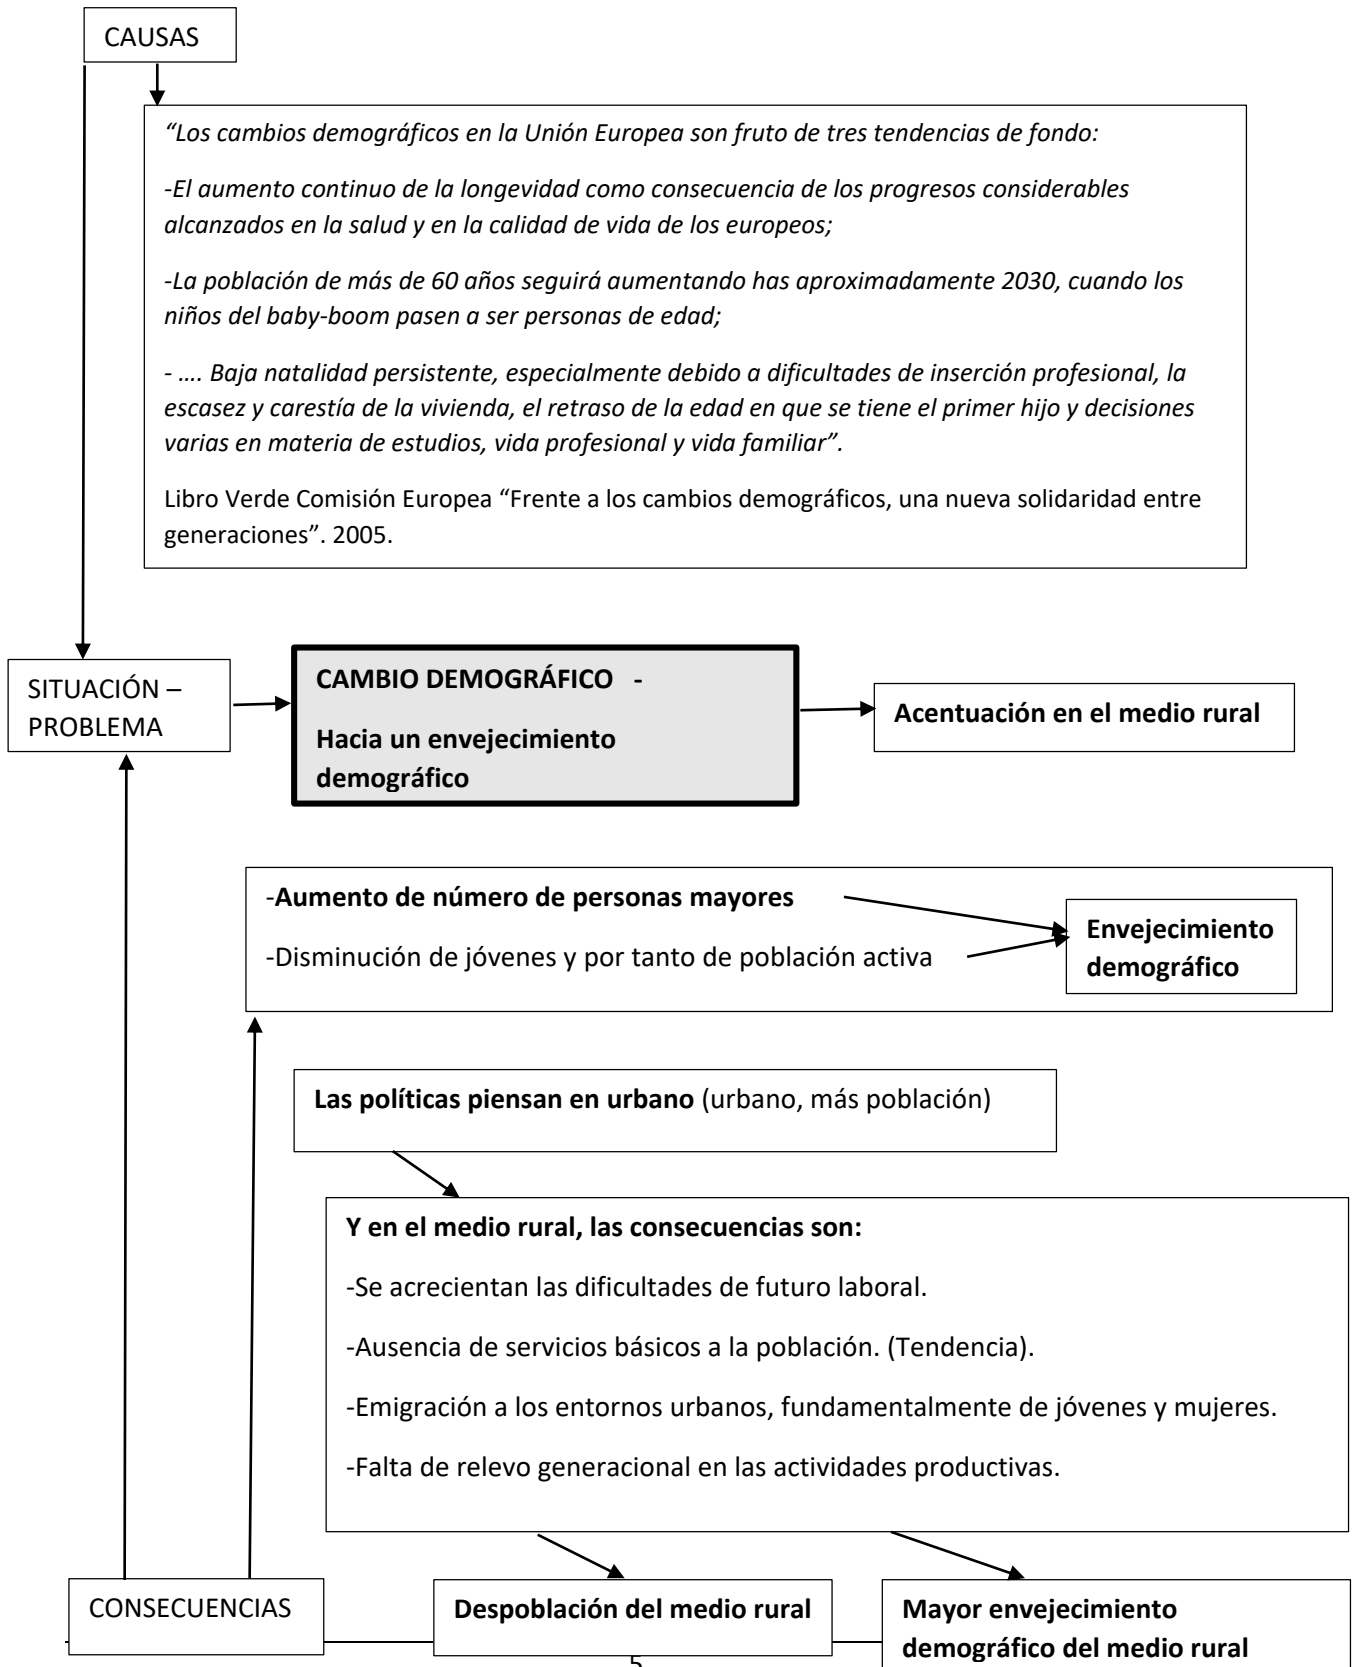 CAUSAS
“Los cambios demográficos en la Unión Europea son fruto de tres tendencias de fondo:
-El aumento continuo de la longevidad como consecuencia de los progresos considerables
alcanzados en la salud y en la calidad de vida de los europeos;
-La población de más de 60 años seguirá aumentando has aproximadamente 2030, cuando los
niños del baby-boom pasen a ser personas de edad;
- …. Baja natalidad persistente, especialmente debido a dificultades de inserción profesional, la
escasez y carestía de la vivienda, el retraso de la edad en que se tiene el primer hijo y decisiones
varias en materia de estudios, vida profesional y vida familiar”.
Libro Verde Comisión Europea “Frente a los cambios demográficos, una nueva solidaridad entre
generaciones”. 2005.
SITUACIÓN –
PROBLEMA
CAMBIO DEMOGRÁFICO -
Hacia un envejecimiento
demográfico
Acentuación en el medio rural
-Aumento de número de personas mayores
-Disminución de jóvenes y por tanto de población activa
Envejecimiento
demográfico
Las políticas piensan en urbano (urbano, más población)
Y en el medio rural, las consecuencias son:
-Se acrecientan las dificultades de futuro laboral.
-Ausencia de servicios básicos a la población. (Tendencia).
-Emigración a los entornos urbanos, fundamentalmente de jóvenes y mujeres.
-Falta de relevo generacional en las actividades productivas.
CONSECUENCIAS
Despoblación del medio rural
Mayor envejecimiento
demográfico del medio rural
5